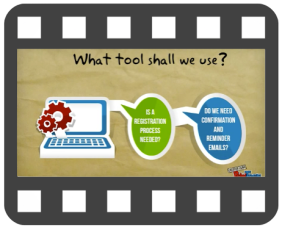 What tool shall we use?
IS A
REGISTRATION
PROCESS
NEEDED?
DO WE NEED
CONFIRMATION
AND
REMINDER
EMAILS?